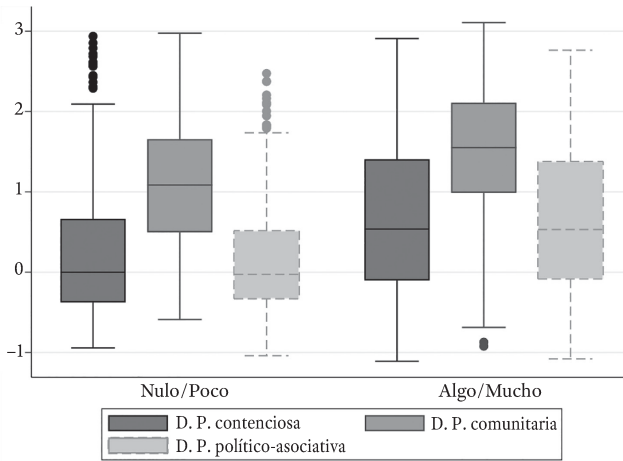 3
2
1
0
−1
Nulo/Poco Algo/Mucho
D. P. contenciosa D. P. comunitaria
D. P. político-asociativa